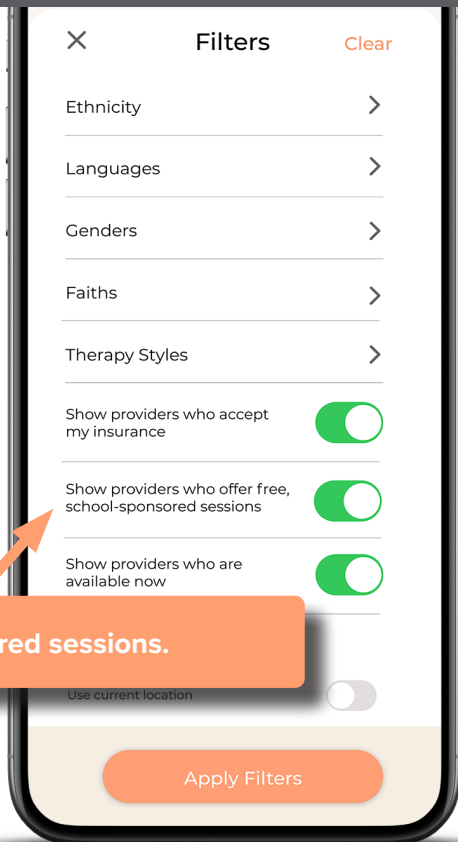 Filters
Clear
Ethnicity
Languages
Genders
Faiths
Therapy Styles
Show providers who accept
my insurance
Show providers who offer free,
school-sponsored sessions
Show providers who are
available now
sessions.
Use current location
Apply Filters